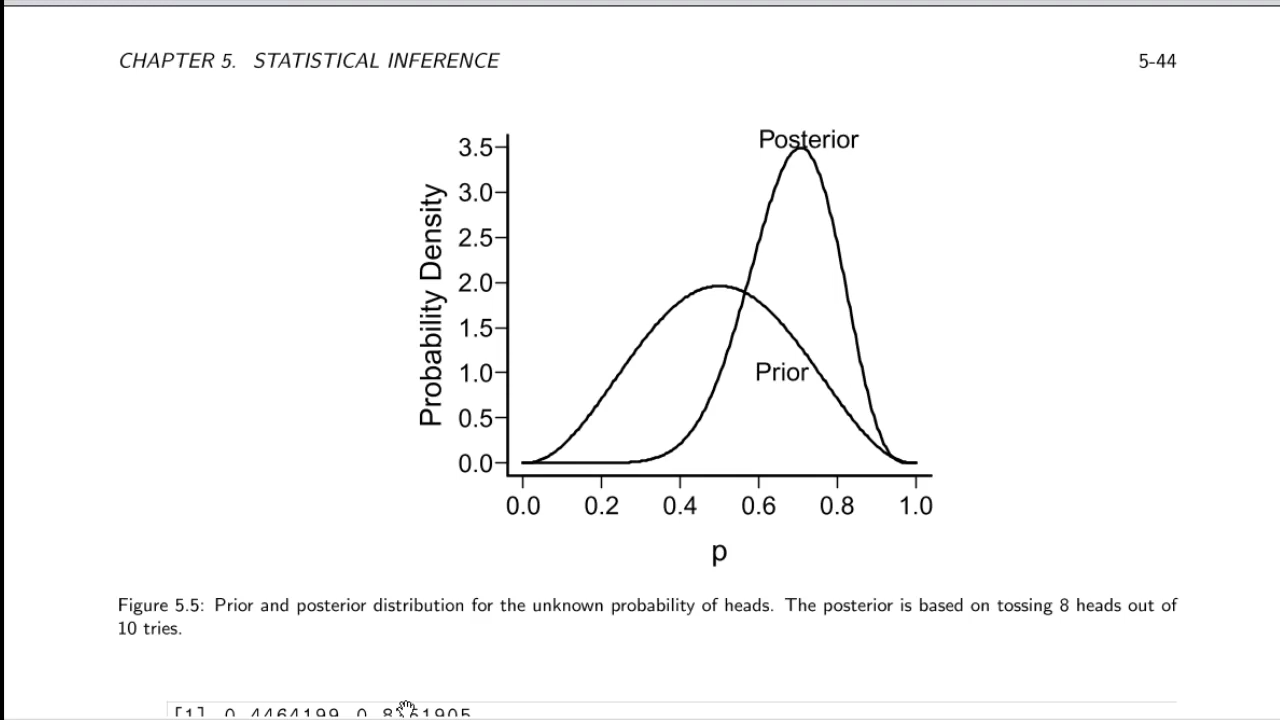 CHAPTER 5. STATISTICAL INFERENCE 5-44
Posterior
3.5
3.0
2.5
2.0
1.5
1.0
0.5
0.0
Probability Density
Prior
0.0 0.2 0.4 0.6 0.8 1.0
p
Figure 5.5: Prior and posterior distribution for the unknown probability of heads. The posterior is based on tossing 8 heads out of
10 tries.
[1] 0.4464199